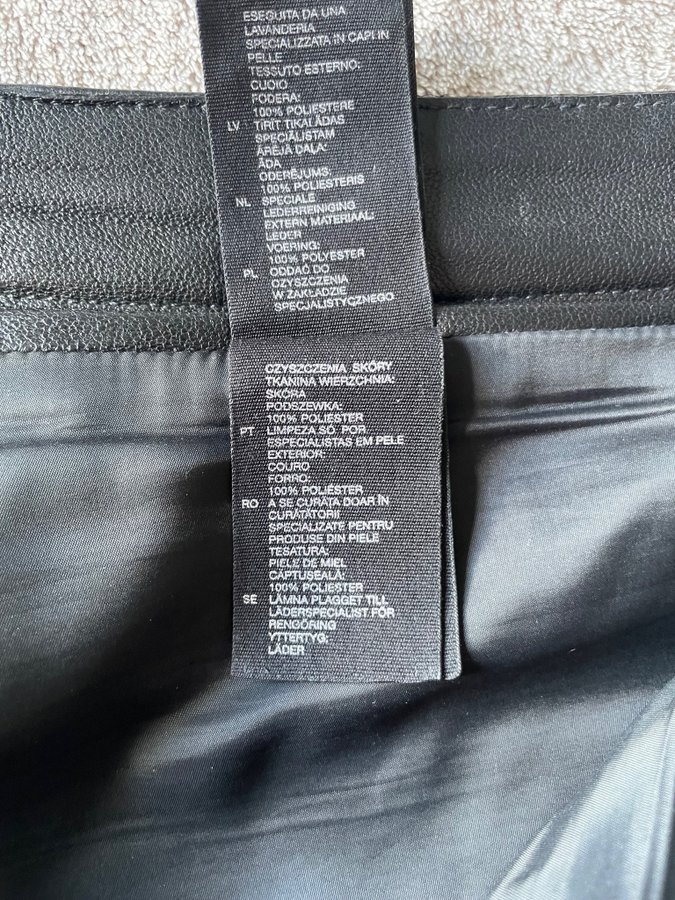 ESEGUITA DA UNA
LAVANDERIA
SPECIALIZZATA IN CAPI IN
PELLE
TESSUTO ESTERNO:
CUOIO
FODERA:
100% POLIESTERE
LV TĪRĪT TIKAI ĀDAS
SPECIĀLISTAM
ĀRĒJĀ DAĻA:
ĀDA
ODERĒJUMS:
100% POLIESTERIS
NL SPECIALE
LEDERREINIGING
EXTERN MATERIAAL:
LEDER
VOERING:
100% POLYESTER
PL ODDAĆ DO
CZYSZCZENIA
W ZAKŁADZIE
SPECJALISTYCZNEGO
CZYSZCZENIA SKÓRY
TKANINA WIERZCHNIA:
SKÓRA
PODSZEWKA:
100% POLIESTER
PT LIMPEZA SÓ POR
ESPECIALISTAS EM PELE
EXTERIOR:
COURO
FORRO:
100% POLIÉSTER
RO A SE CURĂȚA DOAR ÎN
CURĂȚĂTORII
SPECIALIZATE PENTRU
PRODUSE DIN PIELE
TESATURA:
PIELE DE MIEL
CAPTUSEALĂ:
100% POLIESTER
SE LÄMNA PLAGGET TILL
LÄDERSPECIALIST FÖR
RENGÖRING
YTTERTYG:
LÄDER